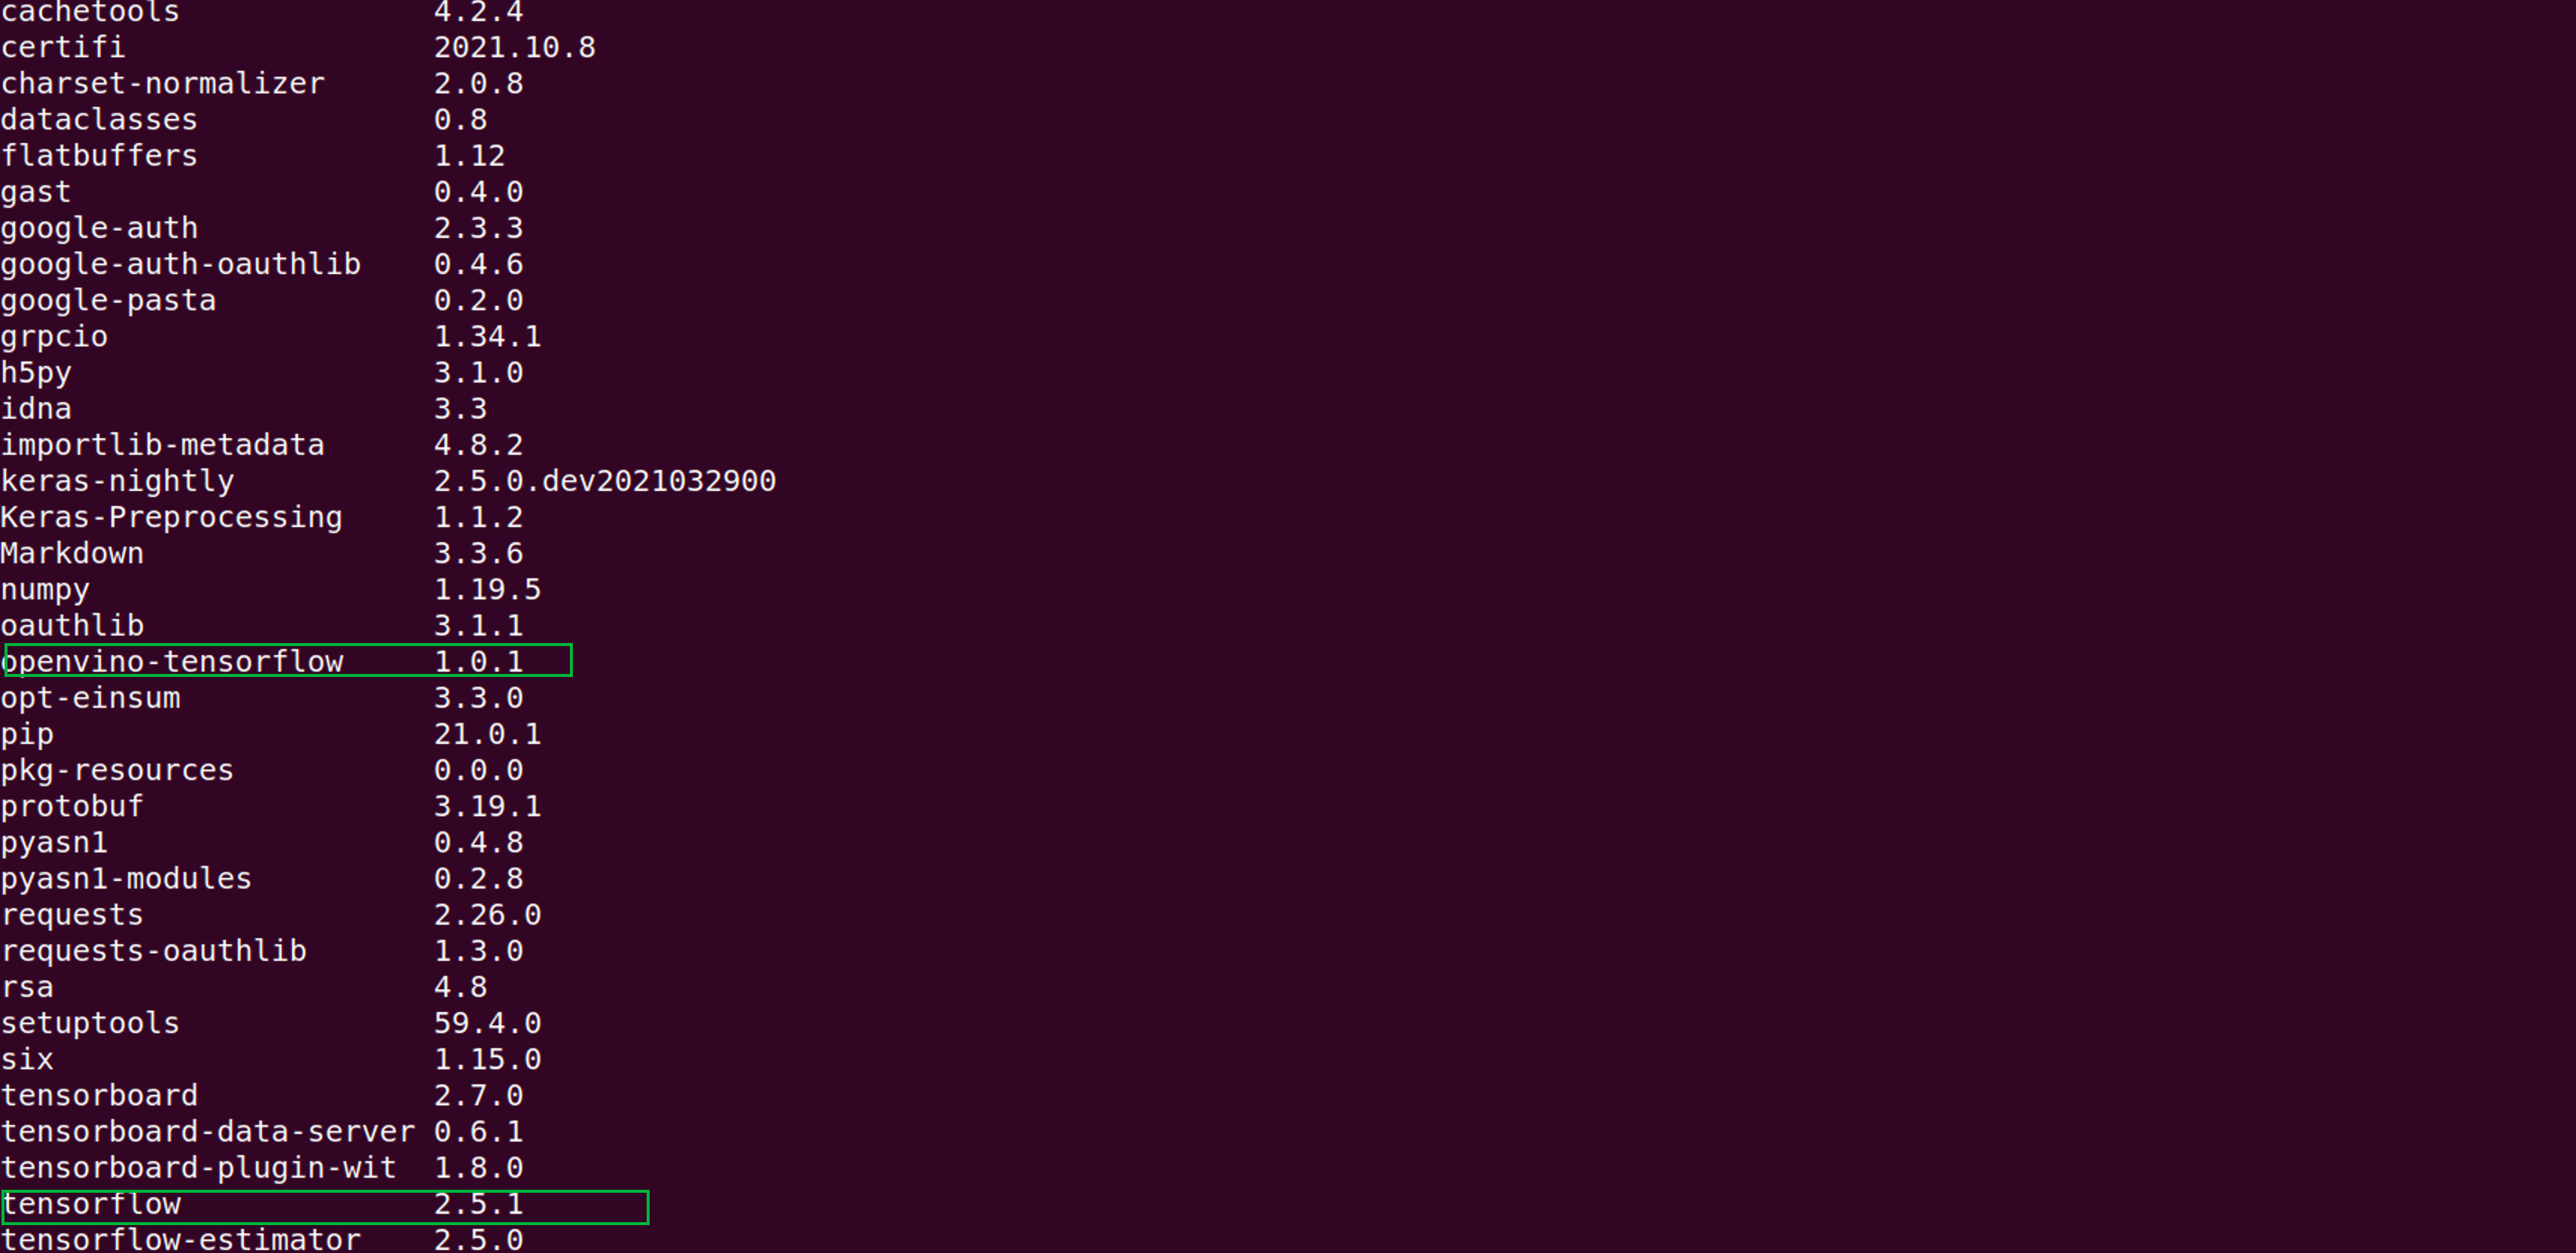 cachetools 4.2.4
certifi 2021.10.8
charset-normalizer 2.0.8
dataclasses 0.8
flatbuffers 1.12
gast 0.4.0
google-auth 2.3.3
google-auth-oauthlib 0.4.6
google-pasta 0.2.0
grpcio 1.34.1
h5py 3.1.0
idna 3.3
importlib-metadata 4.8.2
keras-nightly 2.5.0.dev2021032900
Keras-Preprocessing 1.1.2
Markdown 3.3.6
numpy 1.19.5
oauthlib 3.1.1
openvino-tensorflow 1.0.1
opt-einsum 3.3.0
pip 21.0.1
pkg-resources 0.0.0
protobuf 3.19.1
pyasn1 0.4.8
pyasn1-modules 0.2.8
requests 2.26.0
requests-oauthlib 1.3.0
rsa 4.8
setuptools 59.4.0
six 1.15.0
tensorboard 2.7.0
tensorboard-data-server 0.6.1
tensorboard-plugin-wit 1.8.0
tensorflow 2.5.1
tensorflow-estimator 2.5.0